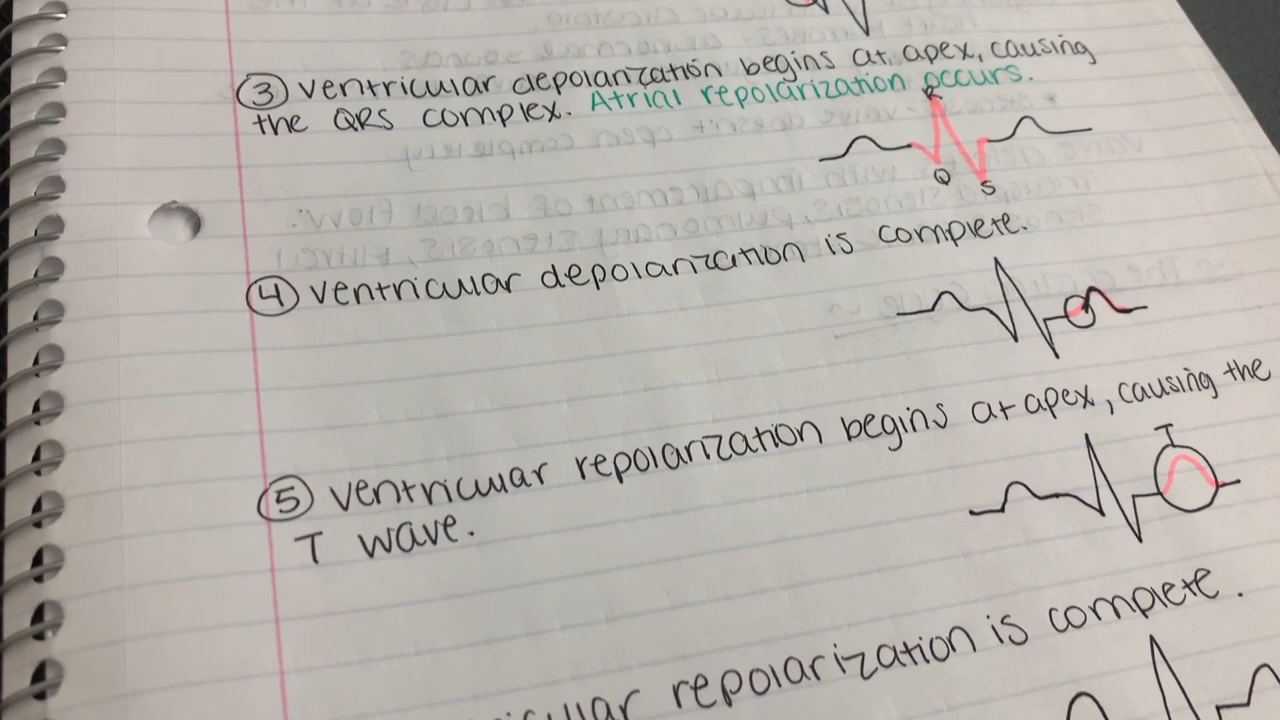 ③ ventricular depolarization begins at apex, causing
the QRS complex. Atrial repolarization occurs.
R
Q
S
④ ventricular depolarization is complete.
⑤ ventricular repolarization begins at apex, causing the
T wave.
T
repolarization is complete.